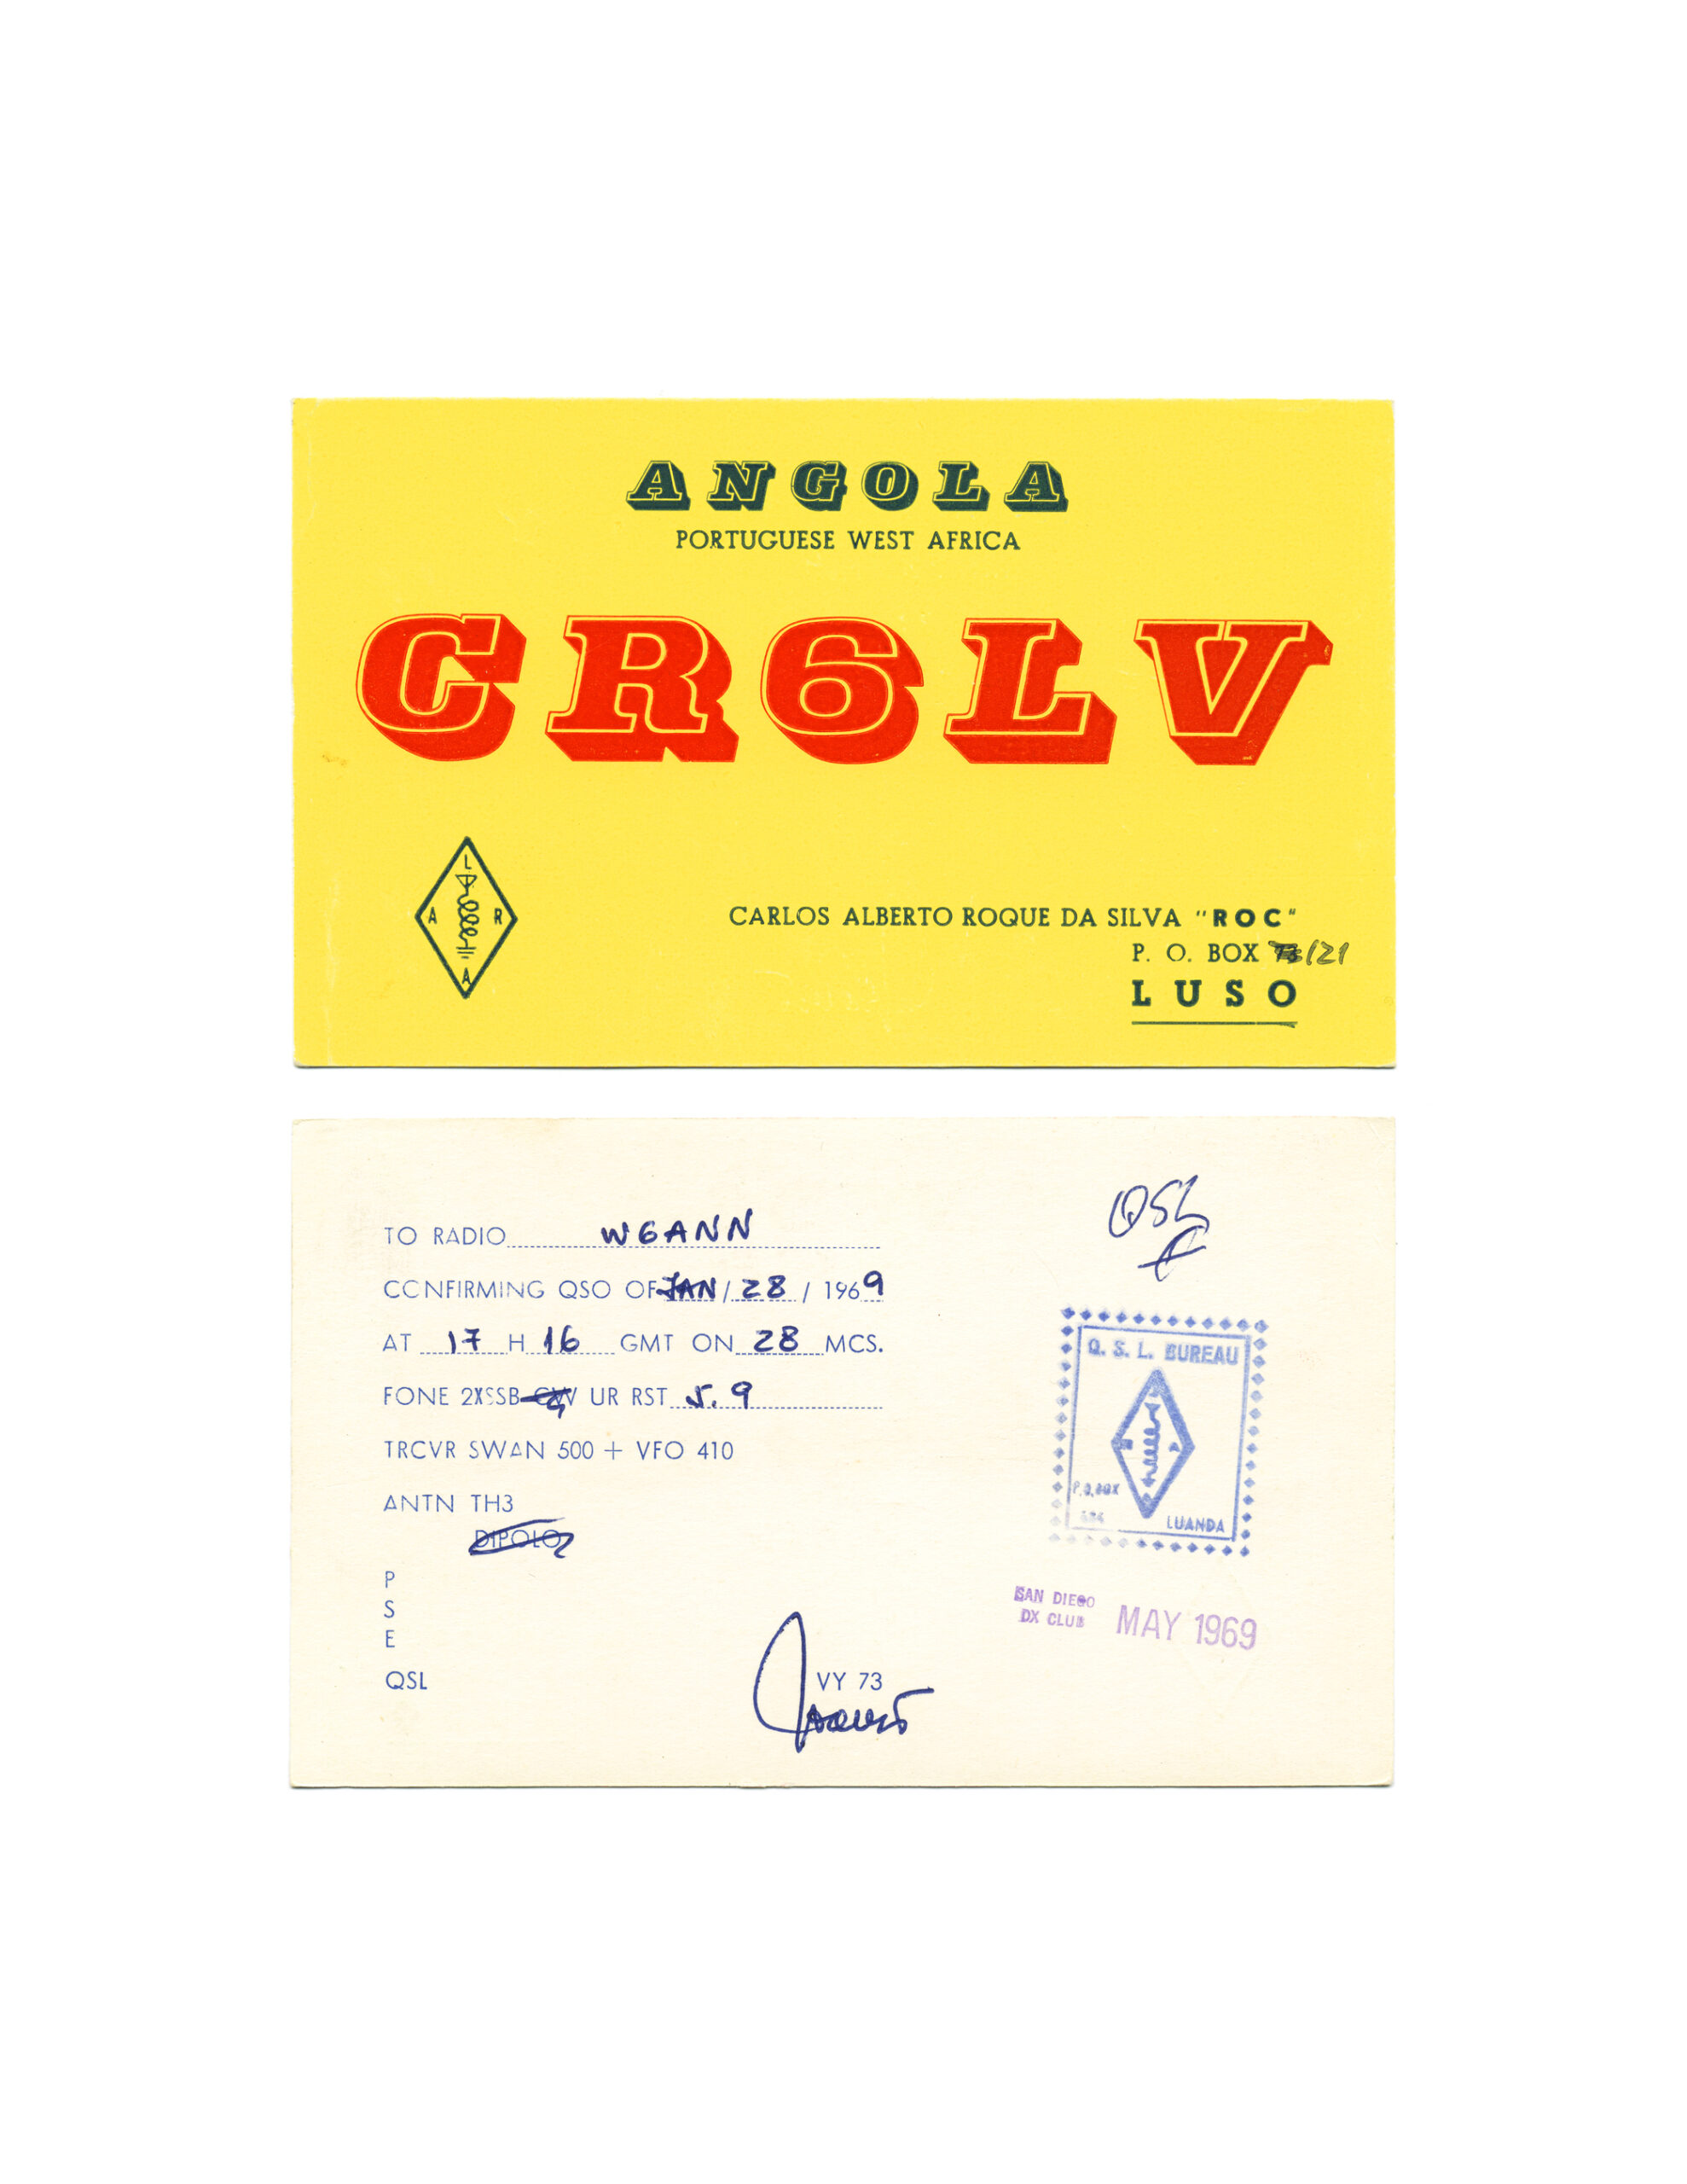 ANGOLA
PORTUGUESE WEST AFRICA
CR6LV
L
A R
A
CARLOS ALBERTO ROQUE DA SILVA "ROC"
P. O. BOX 73/21
LUSO
TO RADIO W6ANN
CONFIRMING QSO OF JAN / 28 / 1969
AT 17 H 16 GMT ON 28 MCS.
FONE 2XSSB CW UR RST 5.9
TRCVR SWAN 500 + VFO 410
ANTN TH3
DIPOLO
P
S
E
QSL
VY 73
QSL
Q. S. L. BUREAU
P.O.BOX
LUANDA
SAN DIEGO
DX CLUB
MAY 1969